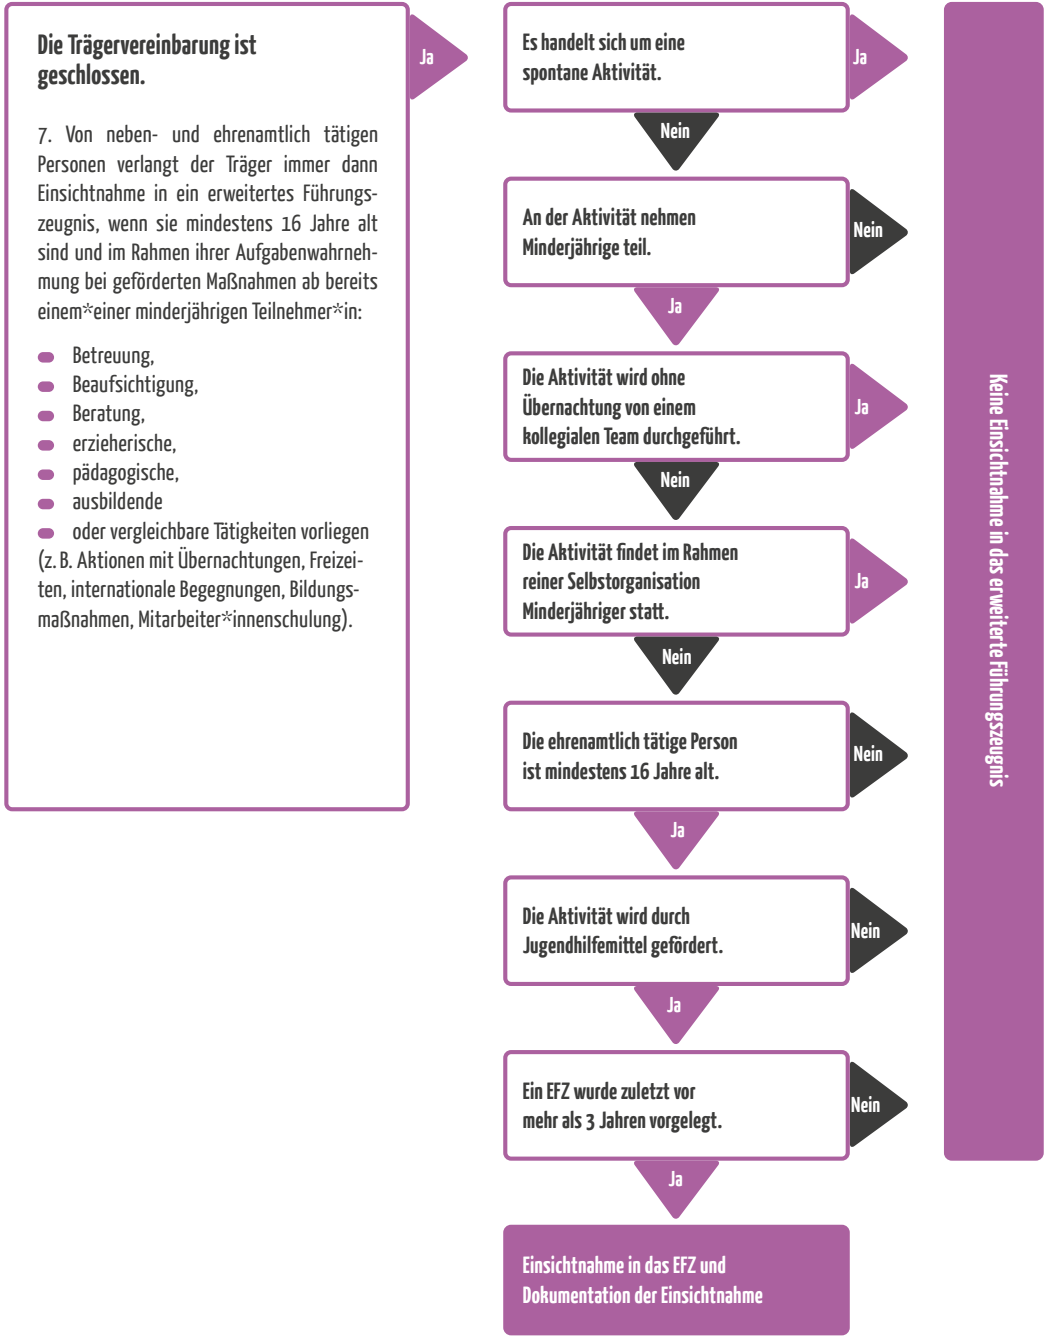 Die Trägervereinbarung ist
geschlossen.
7. Von neben- und ehrenamtlich tätigen
Personen verlangt der Träger immer dann
Einsichtnahme in ein erweitertes Führungs-
zeugnis, wenn sie mindestens 16 Jahre alt
sind und im Rahmen ihrer Aufgabenwahrneh-
mung bei geförderten Maßnahmen ab bereits
einem*einer minderjährigen Teilnehmer*in:
Betreuung,
Beaufsichtigung,
Beratung,
erzieherische,
pädagogische,
ausbildende
oder vergleichbare Tätigkeiten vorliegen
(z. B. Aktionen mit Übernachtungen, Freizei-
ten, internationale Begegnungen, Bildungs-
maßnahmen, Mitarbeiter*innenschulung).
Ja
Es handelt sich um eine
spontane Aktivität.
Ja
Nein
An der Aktivität nehmen
Minderjährige teil.
Nein
Ja
Die Aktivität wird ohne
Übernachtung von einem
kollegialen Team durchgeführt.
Ja
Nein
Die Aktivität findet im Rahmen
reiner Selbstorganisation
Minderjähriger statt.
Ja
Nein
Die ehrenamtlich tätige Person
ist mindestens 16 Jahre alt.
Nein
Ja
Die Aktivität wird durch
Jugendhilfemittel gefördert.
Nein
Ja
Ein EFZ wurde zuletzt vor
mehr als 3 Jahren vorgelegt.
Nein
Ja
Einsichtnahme in das EFZ und
Dokumentation der Einsichtnahme
Keine Einsichtnahme in das erweiterte Führungszeugnis